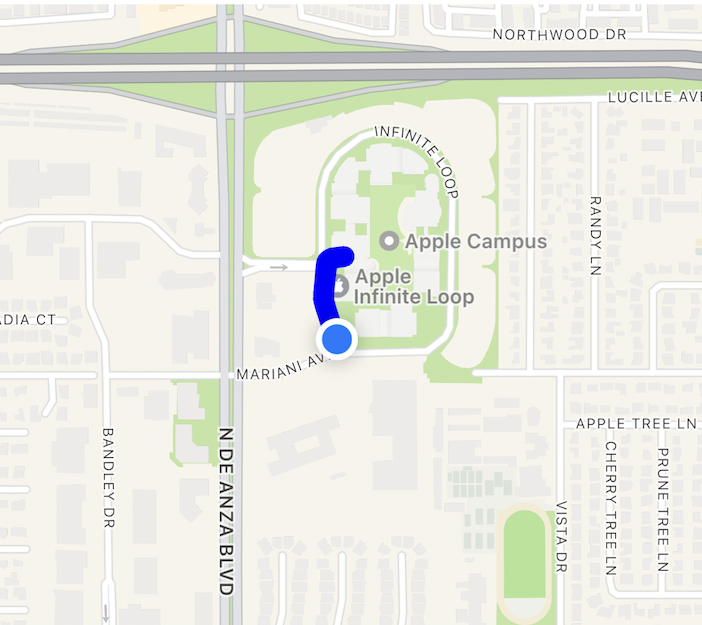 NORTHWOOD DR
LUCILLE AVE
INFINITE LOOP
RANDY LN
Apple Campus
Apple
Infinite Loop
ADIA CT
MARIANI AV
BANDLEY DR
N DE ANZA BLVD
APPLE TREE LN
CHERRY TREE LN
PRUNE TREE LN
VISTA DR